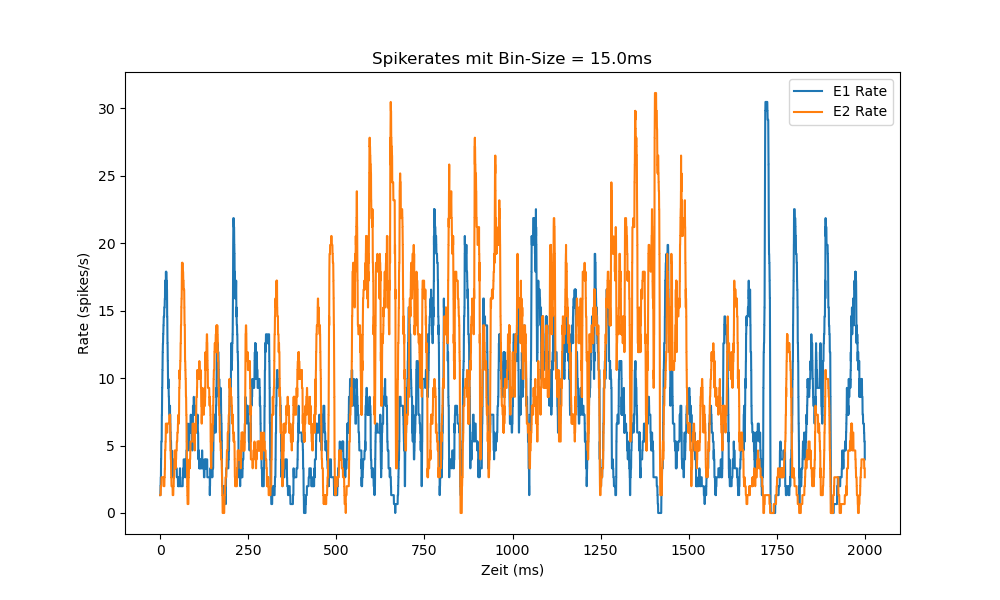 Spikerates mit Bin-Size = 15.0ms
E1 Rate
E2 Rate
Rate (spikes/s)
30
25
20
15
10
5
0
0 250 500 750 1000 1250 1500 1750 2000
Zeit (ms)